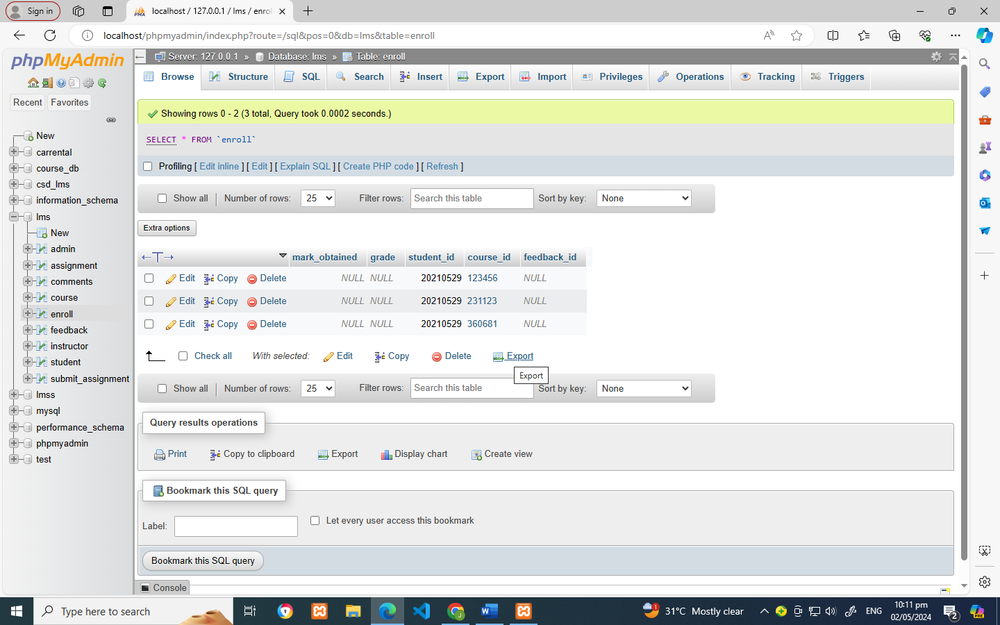 Sign in
localhost / 127.0.0.1 / lms / enro
localhost/phpmyadmin/index.php?route=/sql&pos=0&db=lms&table=enroll
phpMyAdmin
Recent Favorites
New
carrental
course_db
csd_lms
information_schema
lms
New
admin
assignment
comments
course
enroll
feedback
instructor
student
submit_assignment
lmss
mysql
performance_schema
phpmyadmin
test
Server: 127.0.0.1 » Database: lms » Table: enroll
Browse Structure SQL Search Insert Export Import Privileges Operations Tracking Triggers
Showing rows 0 - 2 (3 total, Query took 0.0002 seconds.)
SELECT * FROM `enroll`
Profiling [ Edit inline ] [ Edit ] [ Explain SQL ] [ Create PHP code ] [ Refresh ]
Show all Number of rows: 25 Filter rows: Search this table Sort by key: None
Extra options
mark_obtained grade student_id course_id feedback_id
Edit Copy Delete NULL NULL 20210529 123456 NULL
Edit Copy Delete NULL NULL 20210529 231123 NULL
Edit Copy Delete NULL NULL 20210529 360681 NULL
Check all With selected: Edit Copy Delete Export
Export
Show all Number of rows: 25 Filter rows: Search this table Sort by key: None
Query results operations
Print Copy to clipboard Export Display chart Create view
Bookmark this SQL query
Label: Let every user access this bookmark
Bookmark this SQL query
Console
Type here to search
31°C Mostly clear
1
ENG
10:11 pm
02/05/2024
2
PRE